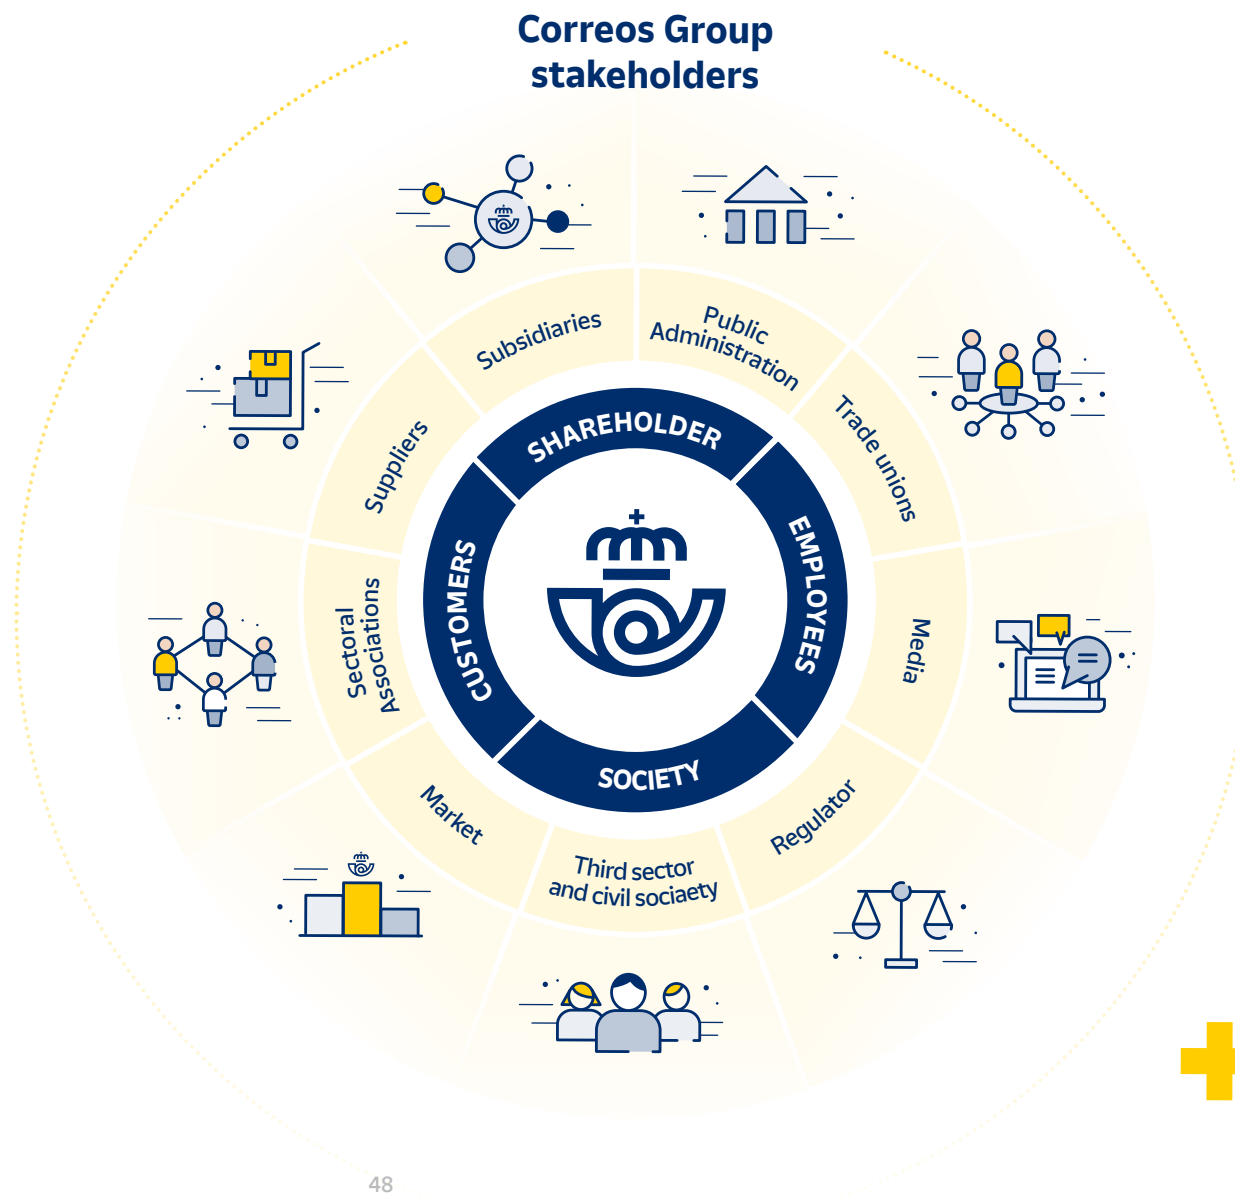 Correos Group
stakeholders
Subsidiaries
Public
Administration
Trade unions
Media
Regulator
Third sector
and civil sociaety
Market
Sectoral
Associations
Suppliers
SHAREHOLDER
EMPLOYEES
SOCIETY
CUSTOMERS
48